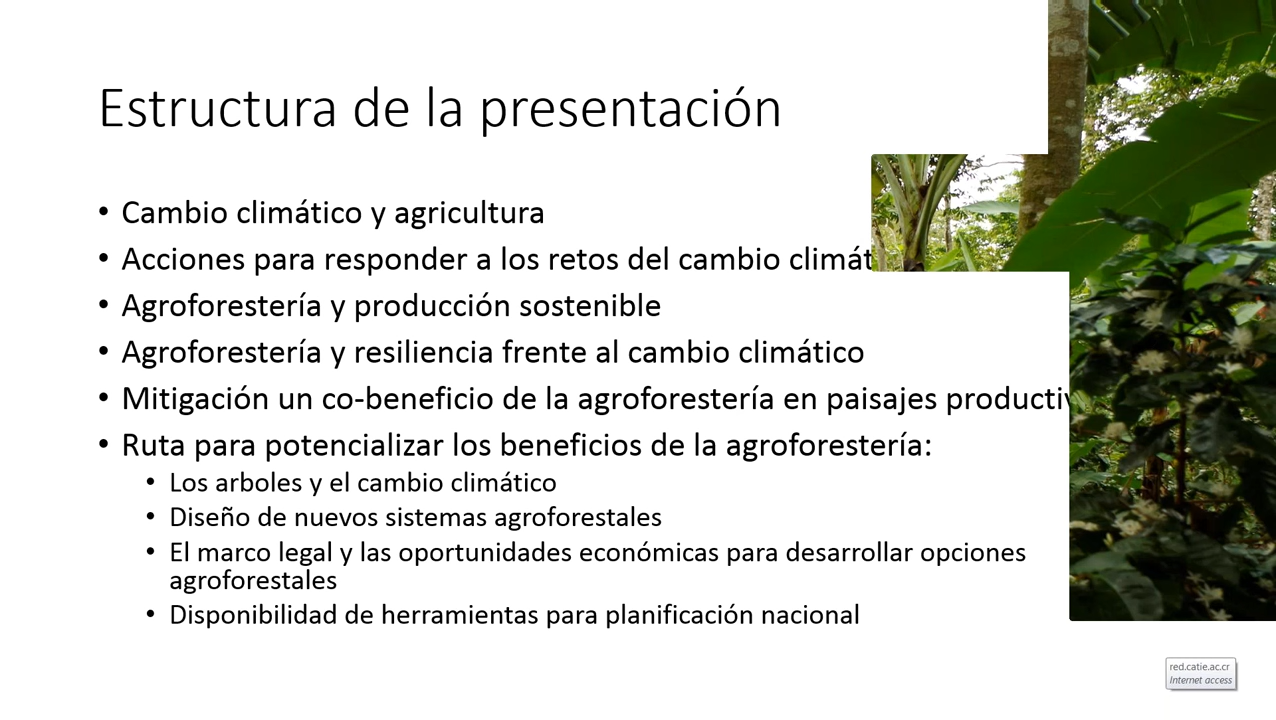 Estructura de la presentación
• Cambio climático y agricultura
• Acciones para responder a los retos del cambio
• Agroforestería y producción sostenible
• Agroforestería y resiliencia frente al cambio climático
• Mitigación un co-beneficio de la agroforestería en paisajes
• Ruta para potencializar los beneficios de la agroforestería:
• Los arboles y el cambio climático
• Diseño de nuevos sistemas agroforestales
• El marco legal y las oportunidades económicas para desarrollar opciones
agroforestales
• Disponibilidad de herramientas para planificación nacional
red.catie.ac.cr
Internet access